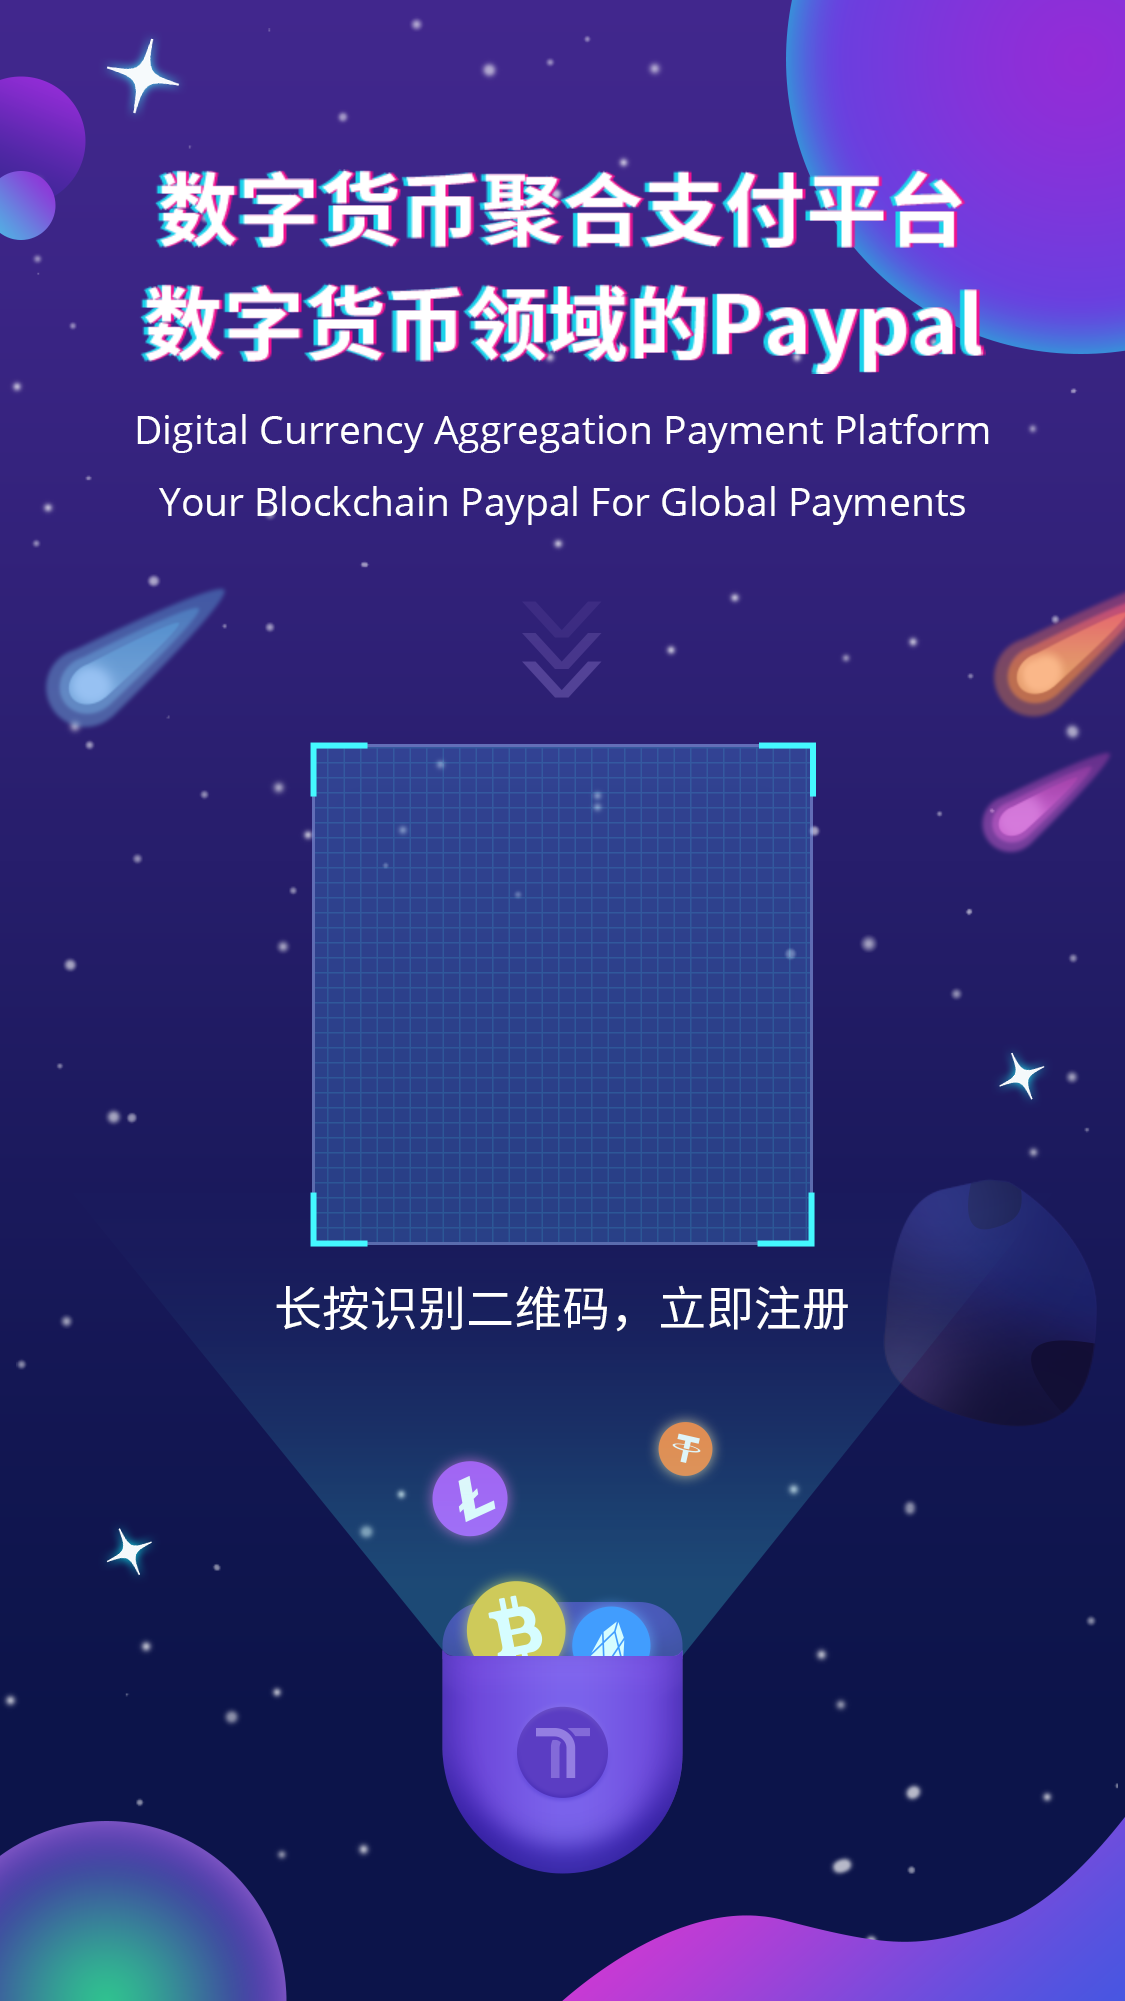 数字货币聚合支付平台
数字货币领域的Paypal
Digital Currency Aggregation Payment Platform
Your Blockchain Paypal For Global Payments
长按识别二维码，立即注册